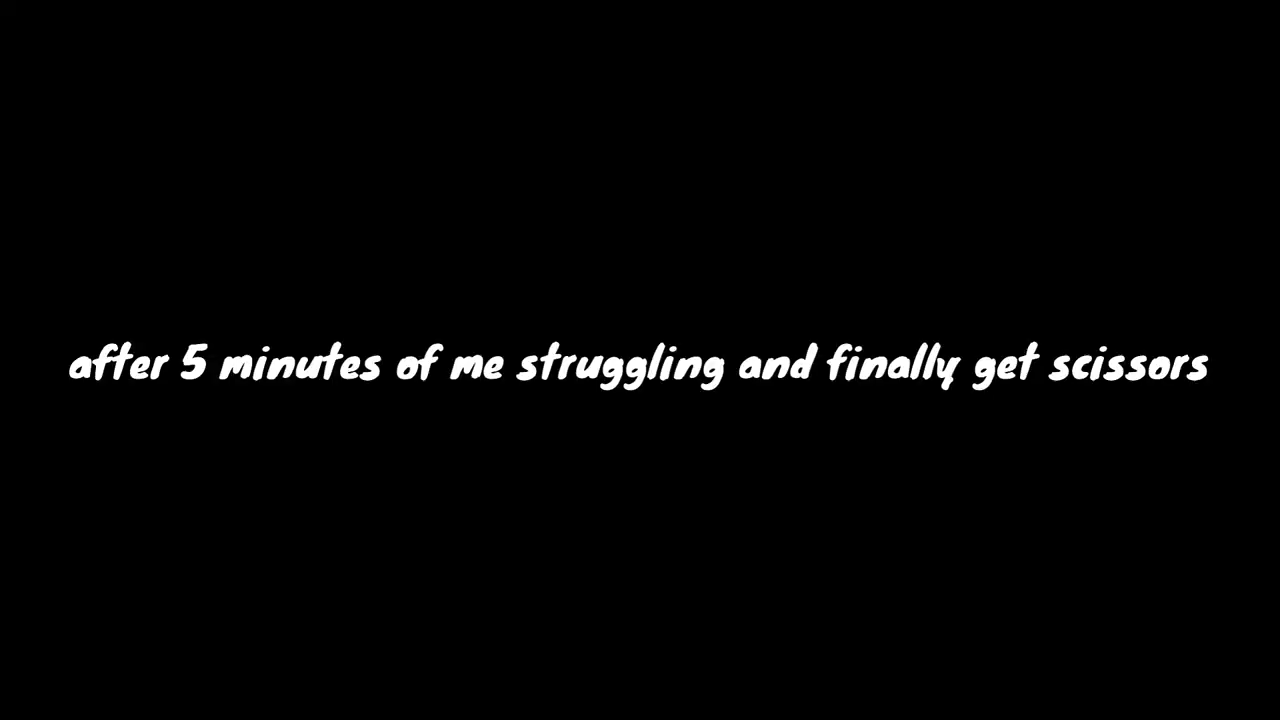 after 5 minutes of me struggling and finally get scissors